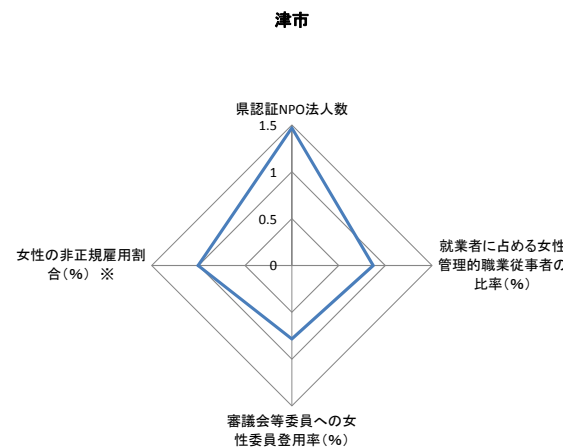 津市
県認証NPO法人数
1.5
1
0.5
0
女性の非正規雇用割
合(%) ※
就業者に占める女性
管理的職業従事者の
比率(%)
審議会等委員への女
性委員登用率(%)